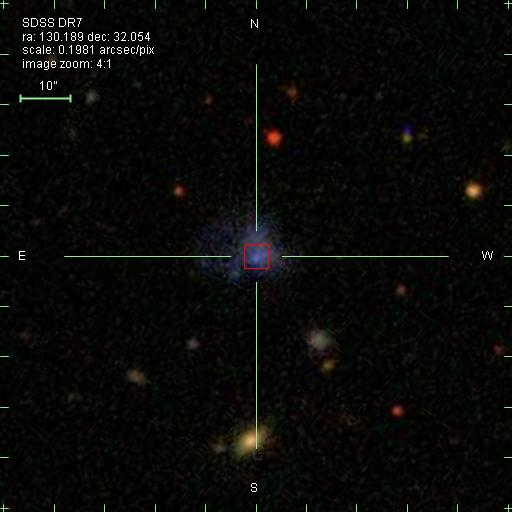 SDSS DR7
ra: 130.189 dec: 32.054
scale: 0.1981 arcsec/pix
image zoom: 4:1
10"
N
E
W
S